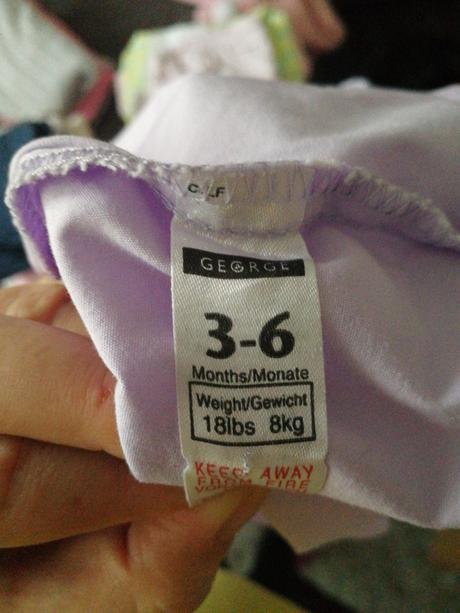 GEORGE
3-6
Months/Monate
Weight/Gewicht
18lbs 8kg
KEEP AWAY
FROM FIRE